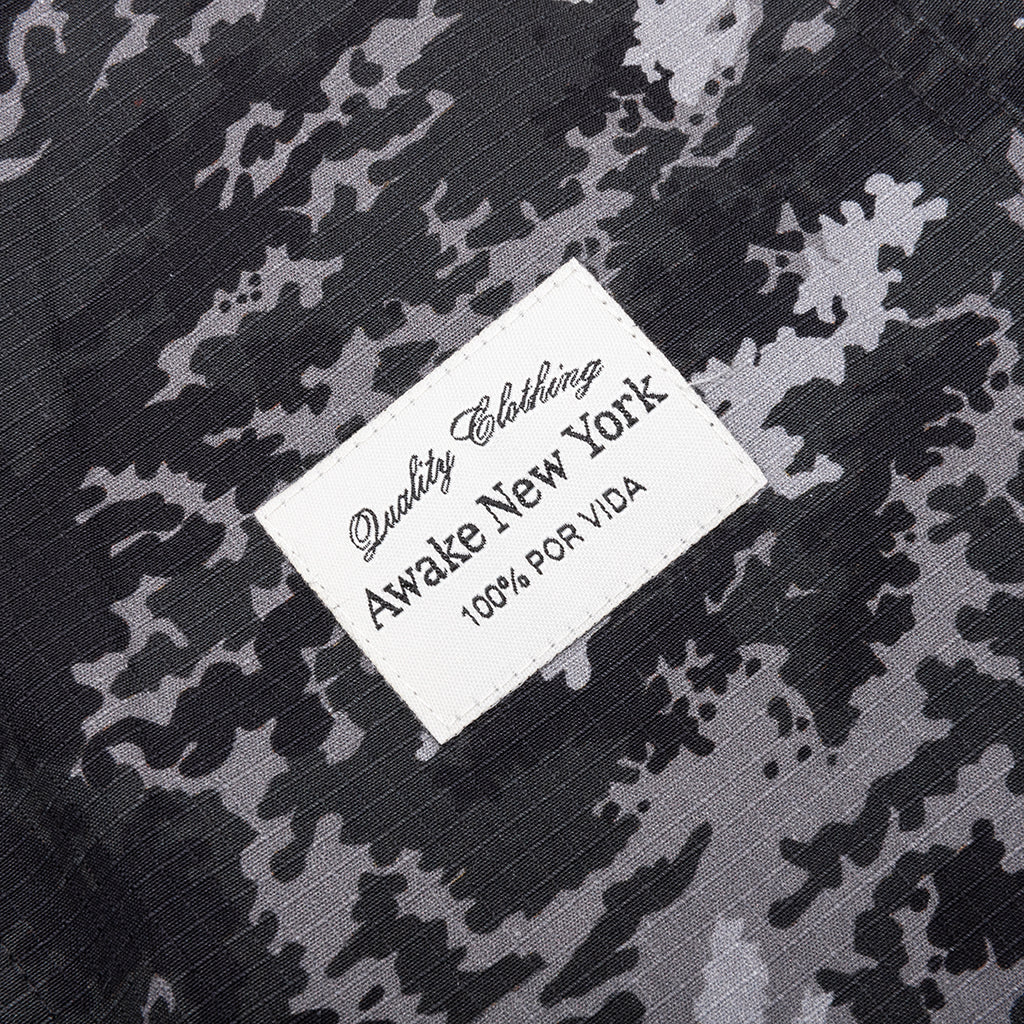 Quality Clothing
Awake New York
100% POR VIDA